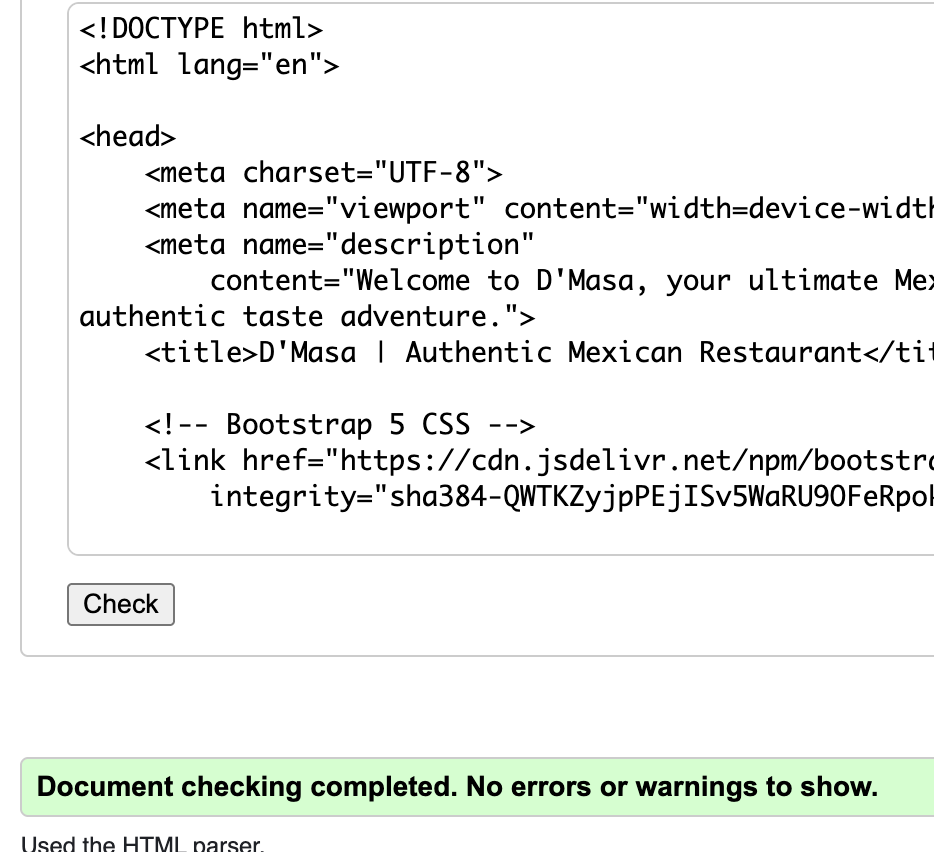 <!DOCTYPE html>
<html lang="en">
<head>
<meta charset="UTF-8">
<meta name="viewport" content="width=device-width
<meta name="description"
content="Welcome to D'Masa, your ultimate Mex
authentic taste adventure.">
<title>D'Masa | Authentic Mexican Restaurant</tit
<!-- Bootstrap 5 CSS -->
<link href="https://cdn.jsdelivr.net/npm/bootstra
integrity="sha384-QWTKZyjpPEjISv5WaRU9OFeRpok
Check
Document checking completed. No errors or warnings to show.
Used the HTML parser.